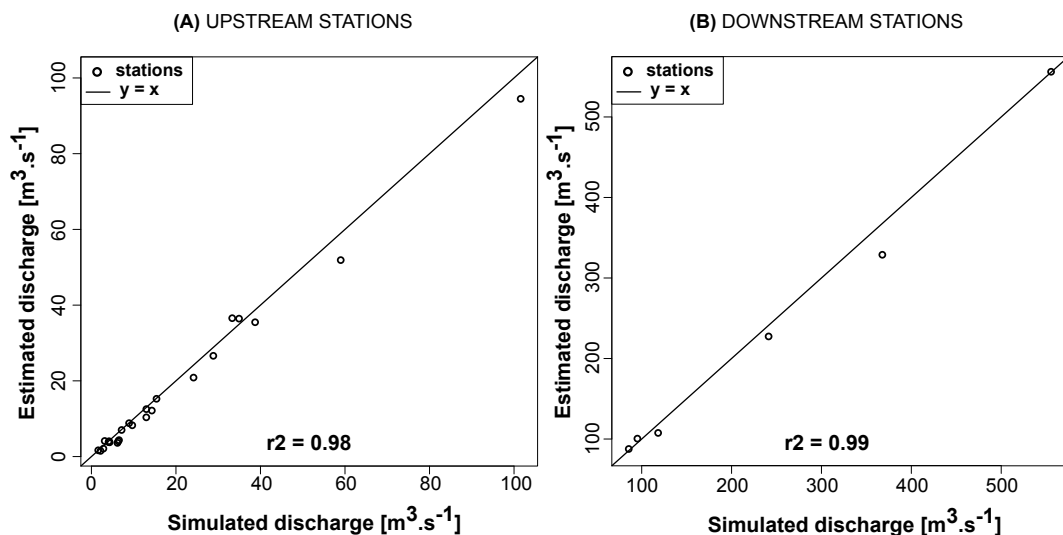 (A) UPSTREAM STATIONS
stations
y = x
Estimated discharge [m³.s⁻¹]
0
20
40
60
80
100
r2 = 0.98
0 20 40 60 80 100
Simulated discharge [m³.s⁻¹]
(B) DOWNSTREAM STATIONS
stations
y = x
Estimated discharge [m³.s⁻¹]
100
200
300
400
500
r2 = 0.99
100 200 300 400 500
Simulated discharge [m³.s⁻¹]